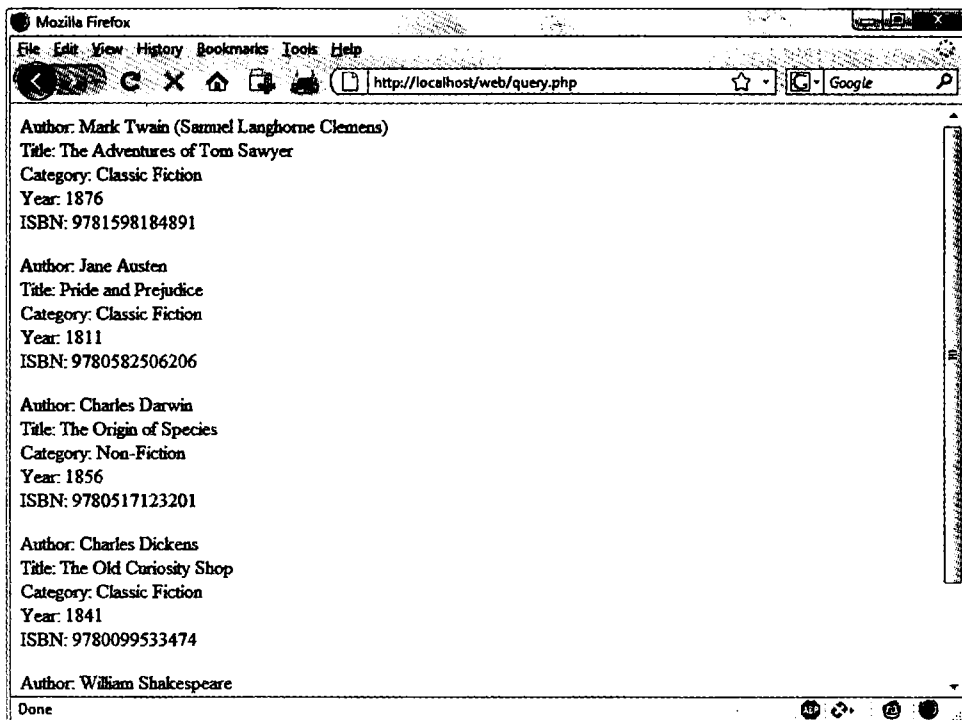 Mozilla Firefox
File Edit View History Bookmarks Tools Help
http://localhost/web/query.php
Google
Author: Mark Twain (Samuel Langhorne Clemens)
Title: The Adventures of Tom Sawyer
Category: Classic Fiction
Year: 1876
ISBN: 9781598184891
Author: Jane Austen
Title: Pride and Prejudice
Category: Classic Fiction
Year: 1811
ISBN: 9780582506206
Author: Charles Darwin
Title: The Origin of Species
Category: Non-Fiction
Year: 1856
ISBN: 9780517123201
Author: Charles Dickens
Title: The Old Curiosity Shop
Category: Classic Fiction
Year: 1841
ISBN: 9780099533474
Author: William Shakespeare
Done